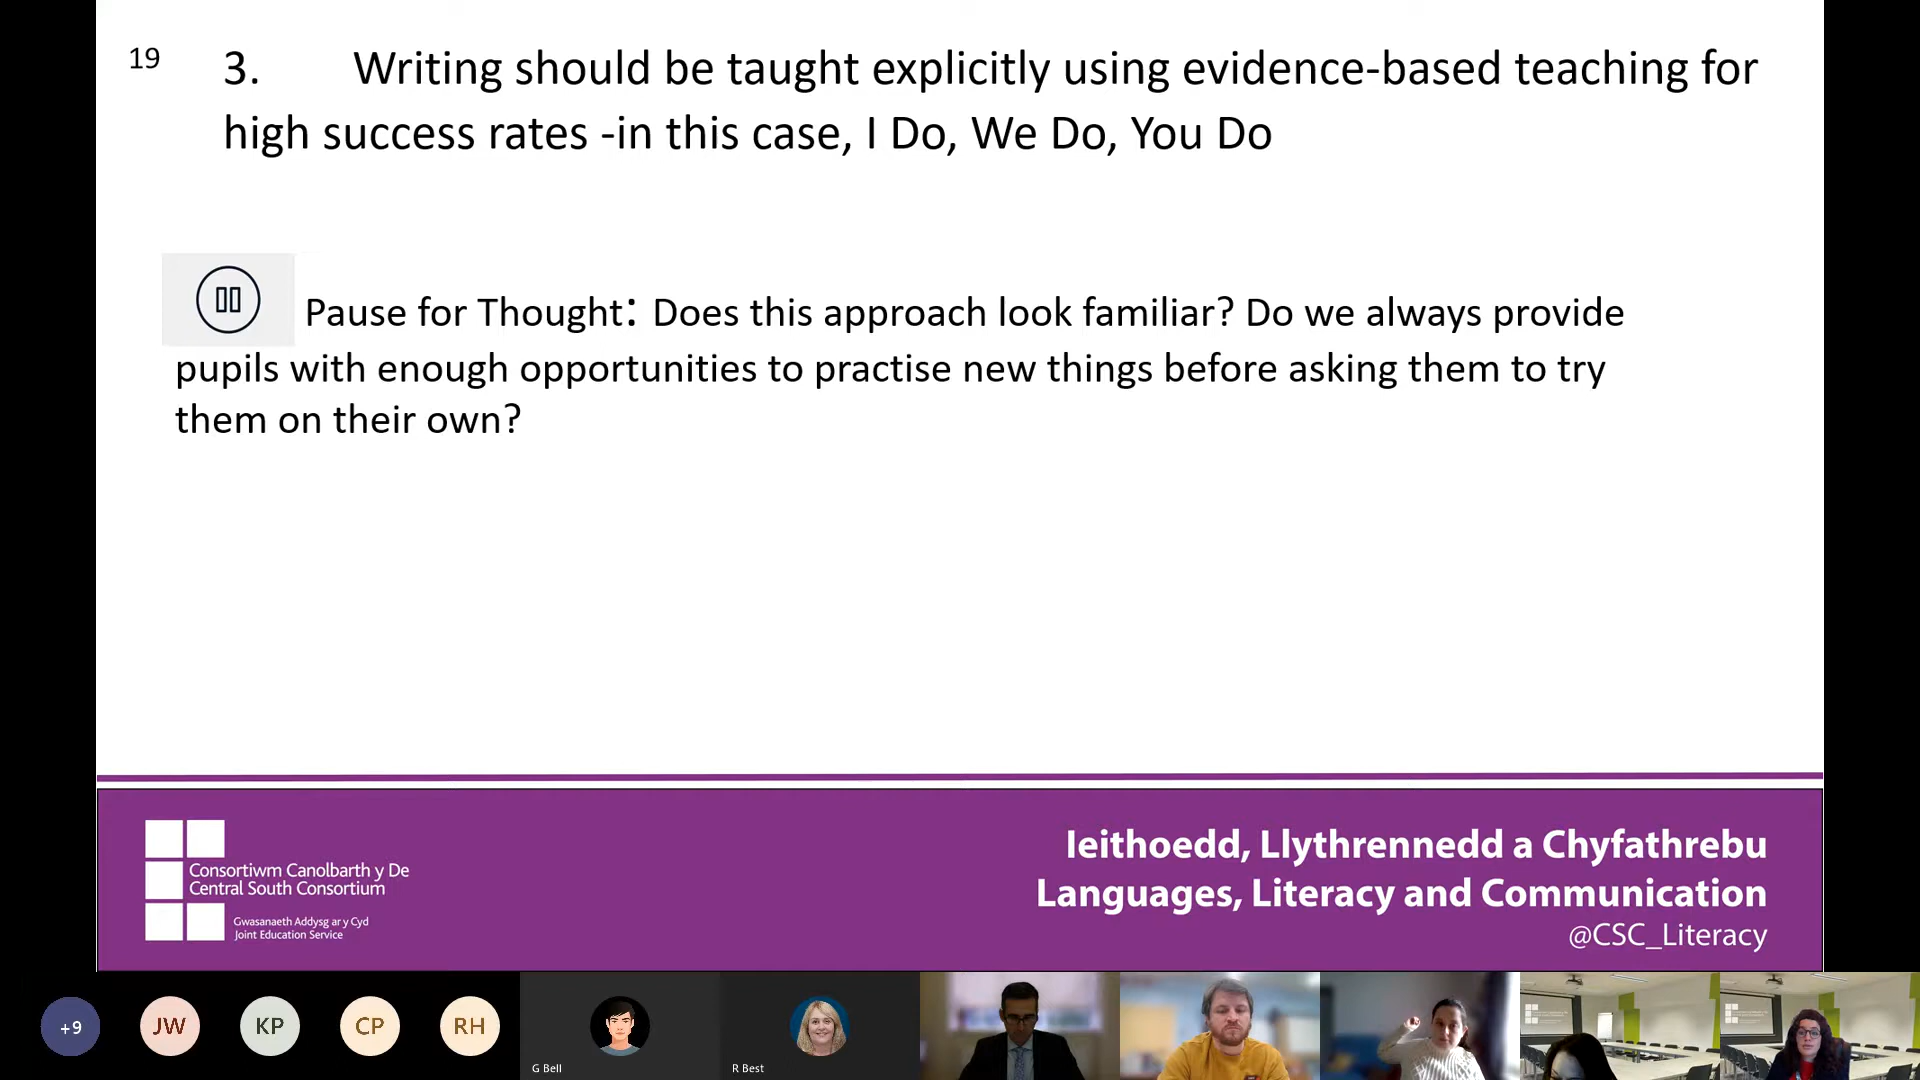 19
3. Writing should be taught explicitly using evidence-based teaching for
high success rates -in this case, I Do, We Do, You Do
Pause for Thought: Does this approach look familiar? Do we always provide
pupils with enough opportunities to practise new things before asking them to try
them on their own?
Consortiwm Canolbarth y De
Central South Consortium
Gwasanaeth Addysg ar y Cyd
Joint Education Service
Ieithoedd, Llythrennedd a Chyfathrebu
Languages, Literacy and Communication
@CSC_Literacy
+9
JW
KP
CP
RH
G Bell
R Best